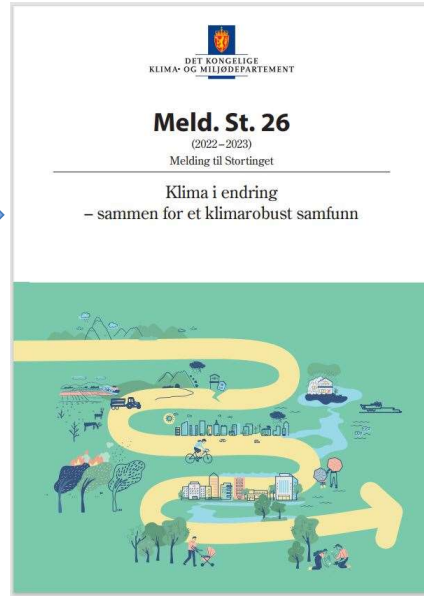 DET KONGELIGE
KLIMA- OG MILJØDEPARTEMENT
Meld. St. 26
(2022–2023)
Melding til Stortinget
Klima i endring
– sammen for et klimarobust samfunn